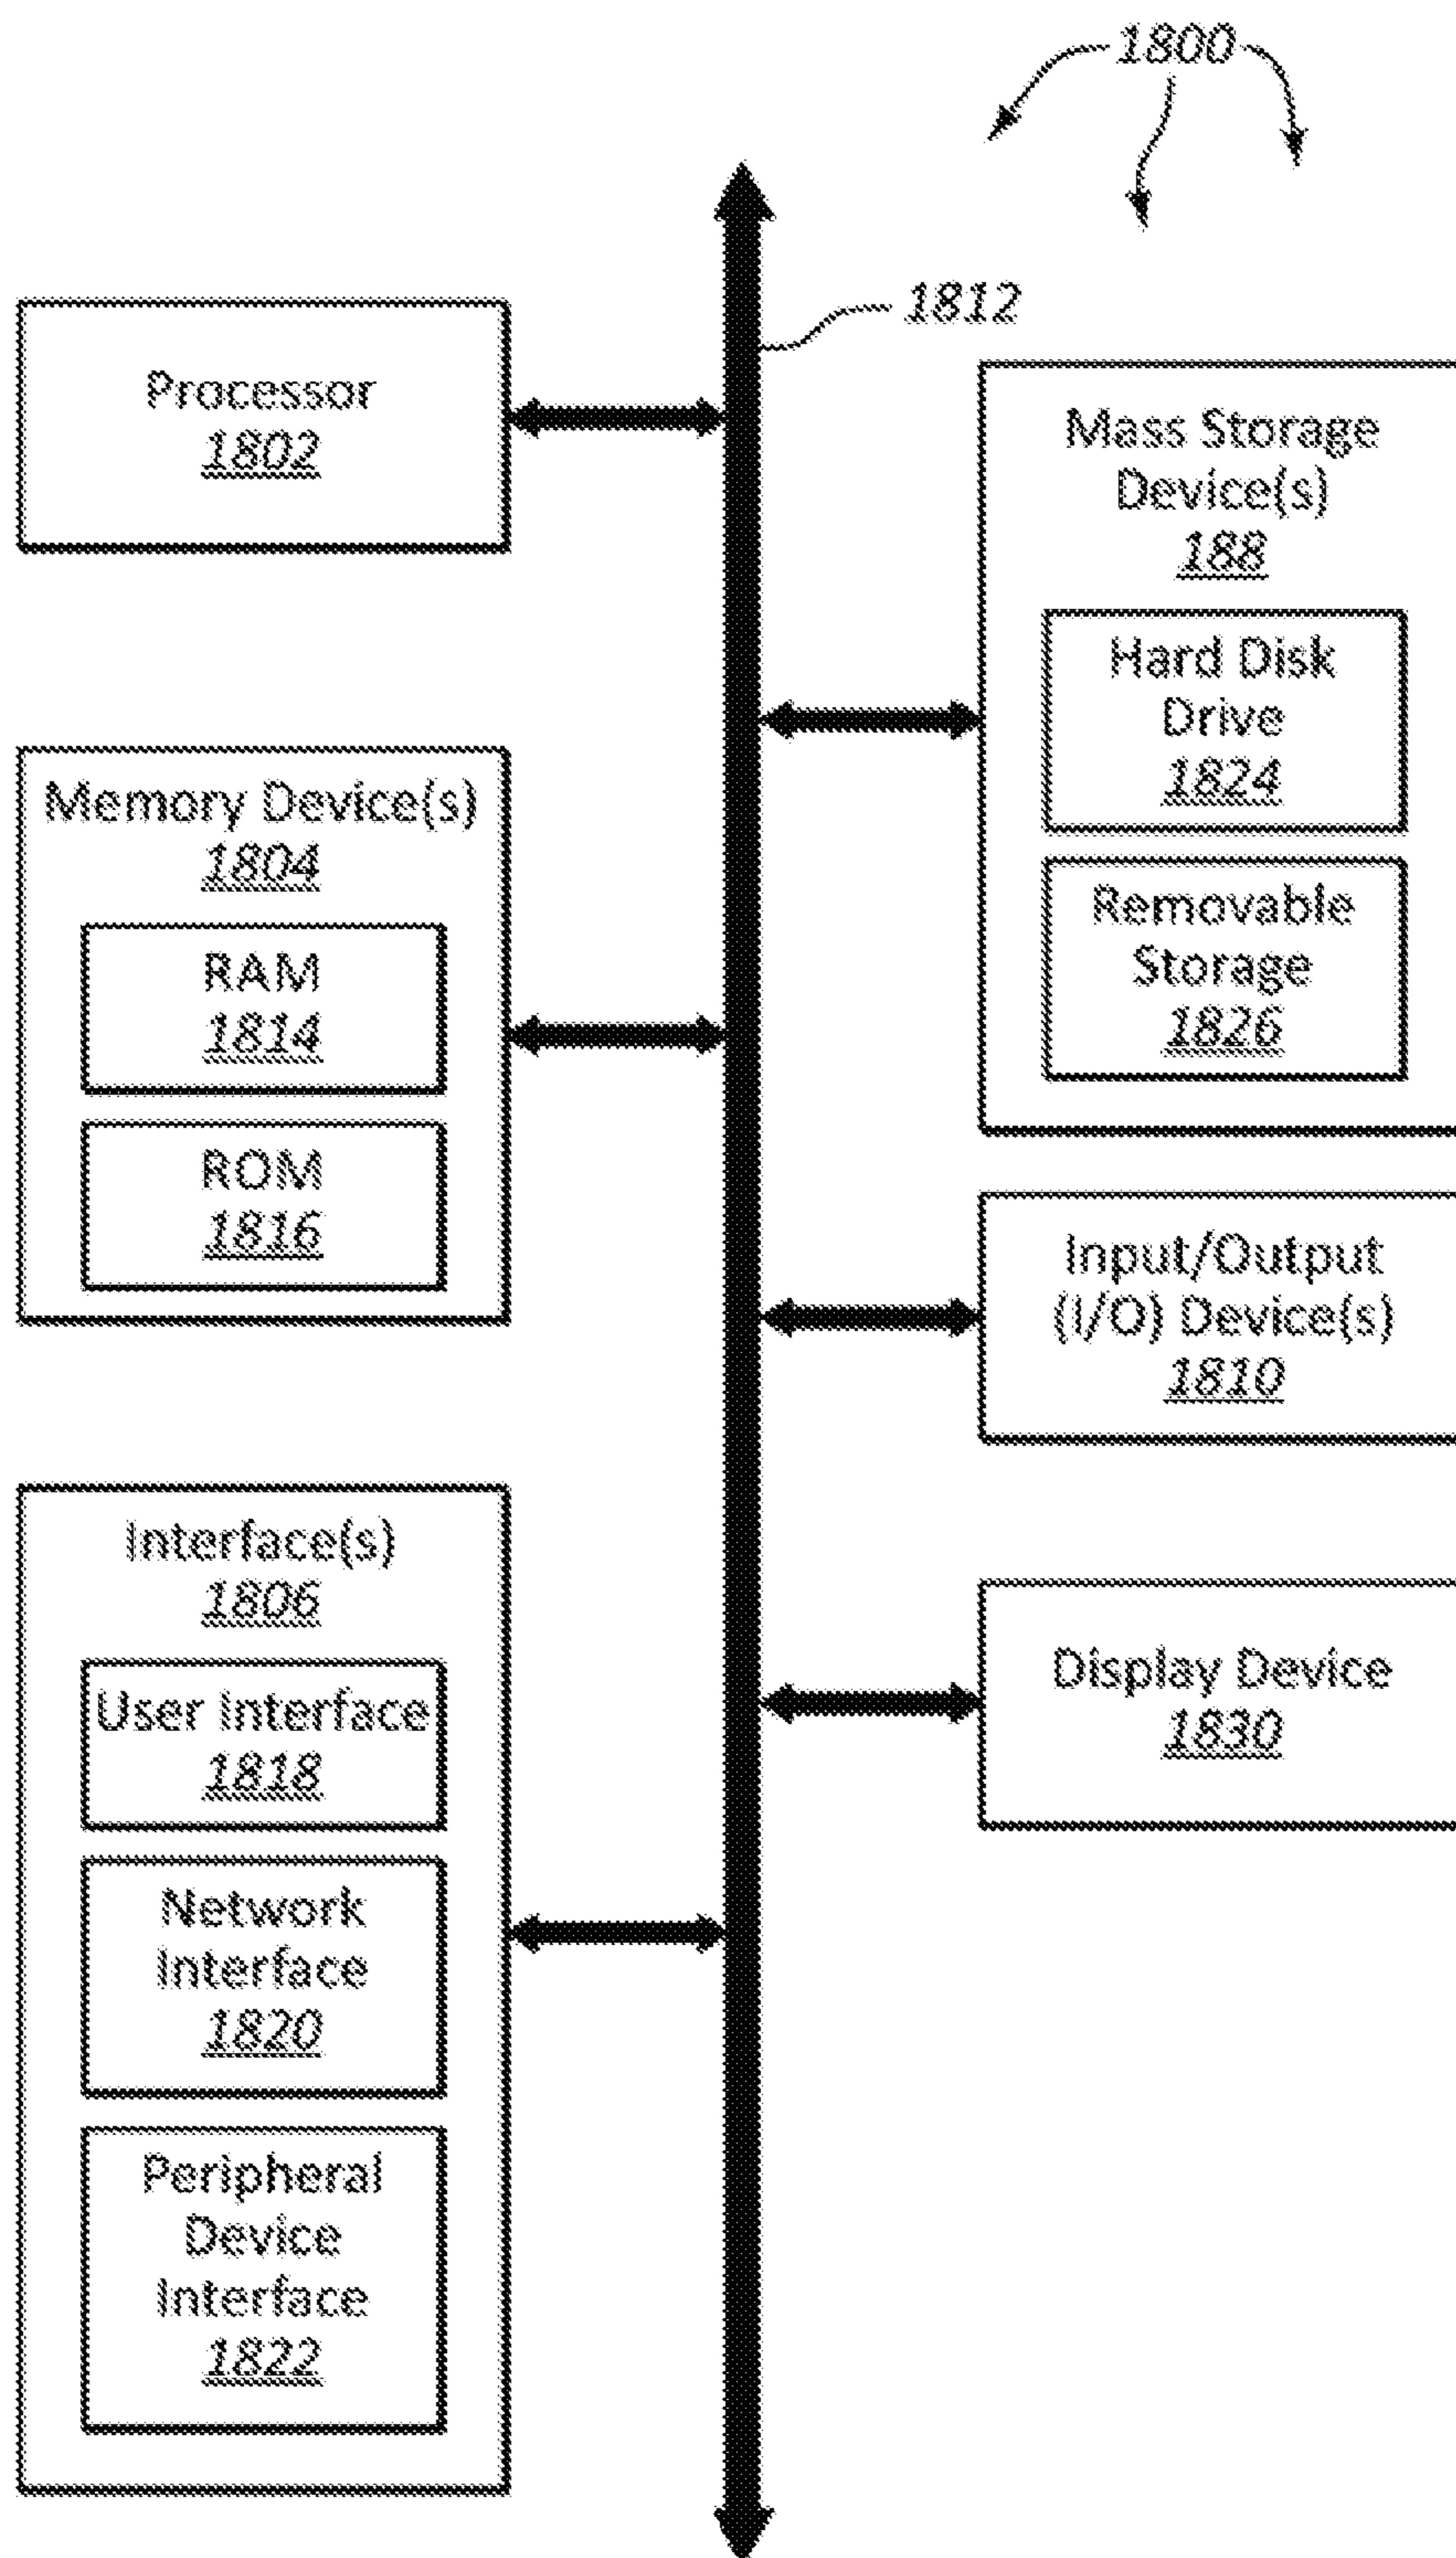 1800
1812
Processor
1802
Memory Device(s)
1804
RAM
1814
ROM
1816
Interface(s)
1806
User Interface
1818
Network
Interface
1820
Peripheral
Device
Interface
1822
Mass Storage
Device(s)
188
Hard Disk
Drive
1824
Removable
Storage
1826
Input/Output
(I/O) Device(s)
1810
Display Device
1830